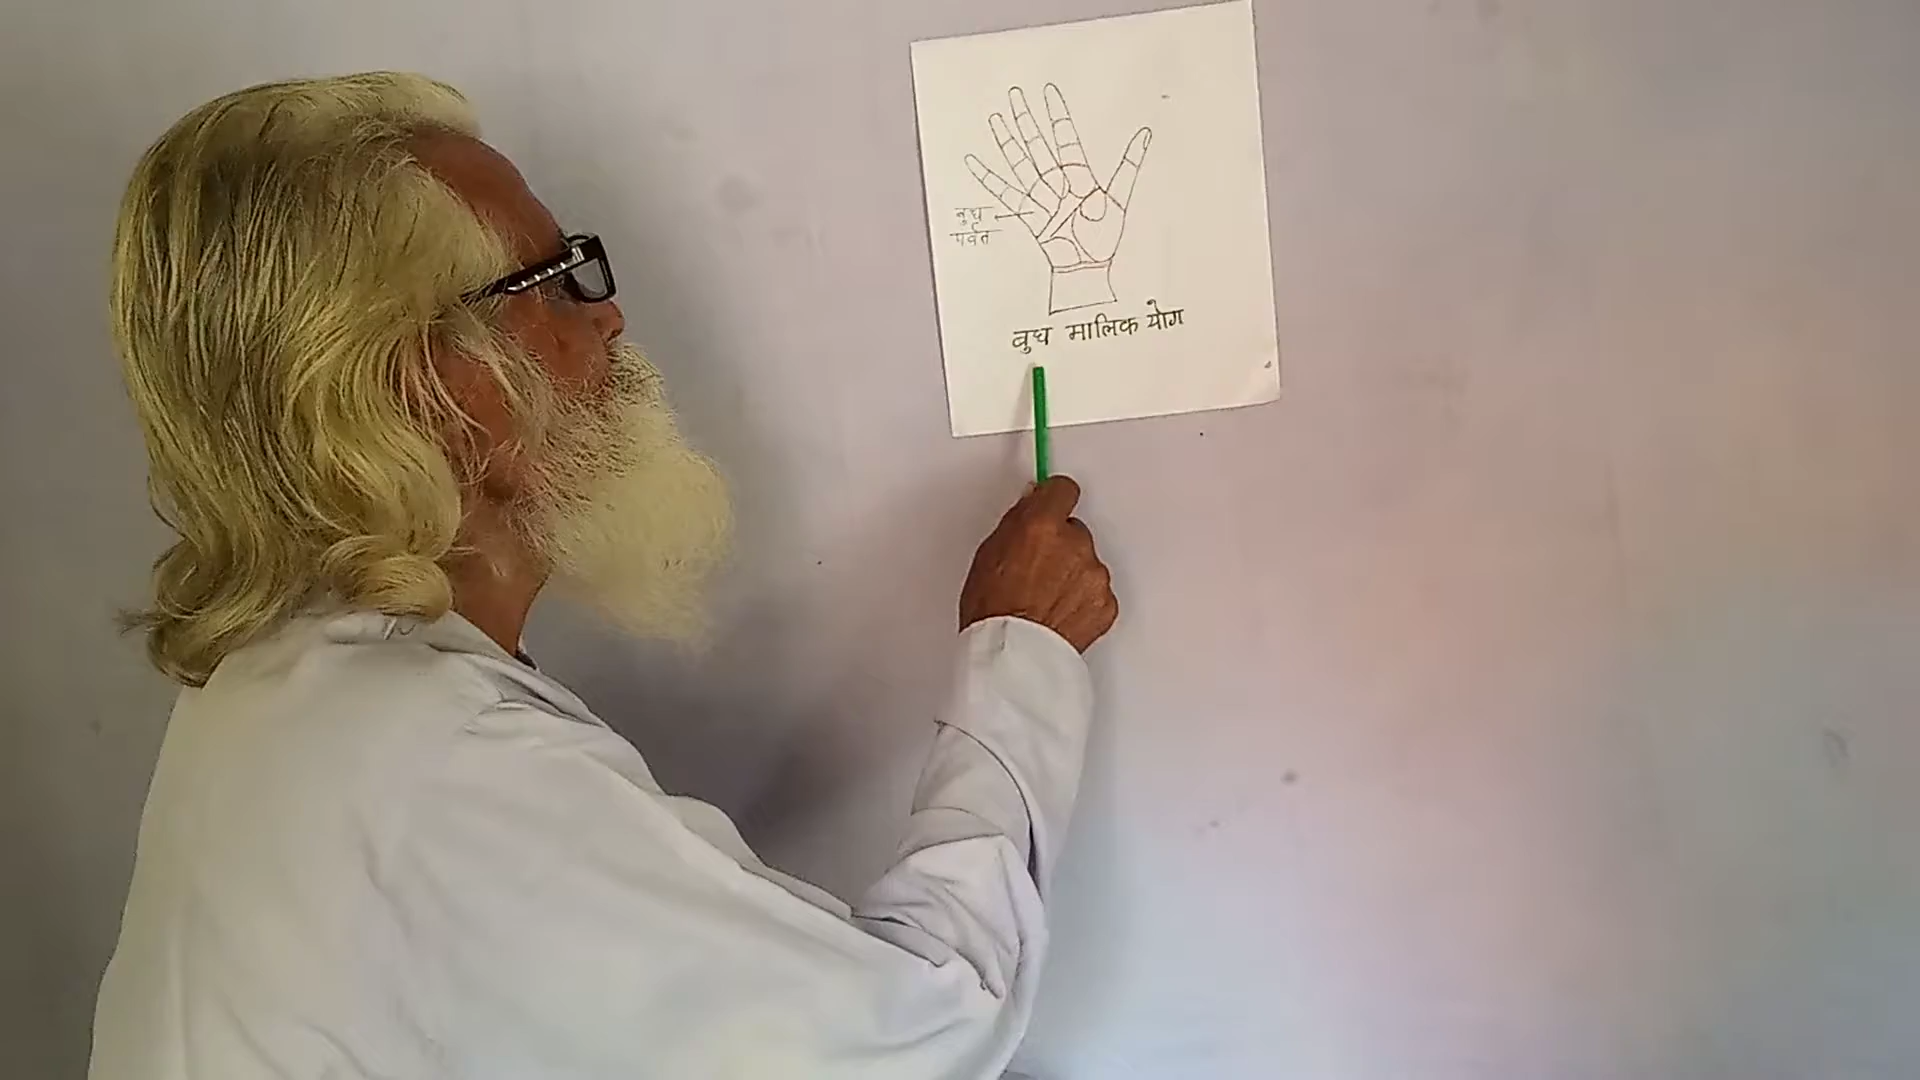 बुध
पर्वत
बुध मालिक योग